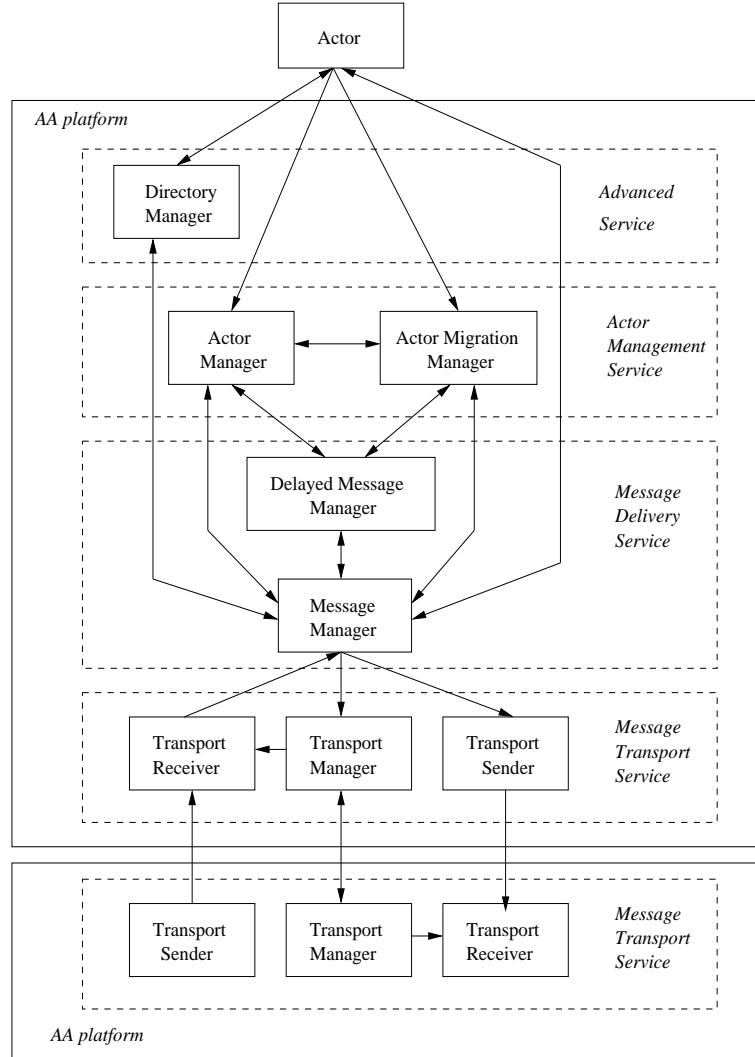 Actor
AA platform
Directory
Manager
Advanced
Service
Actor
Manager
Actor Migration
Manager
Actor
Management
Service
Delayed Message
Manager
Message
Delivery
Service
Message
Manager
Transport
Receiver
Transport
Manager
Transport
Sender
Message
Transport
Service
Transport
Sender
Transport
Manager
Transport
Receiver
Message
Transport
Service
AA platform